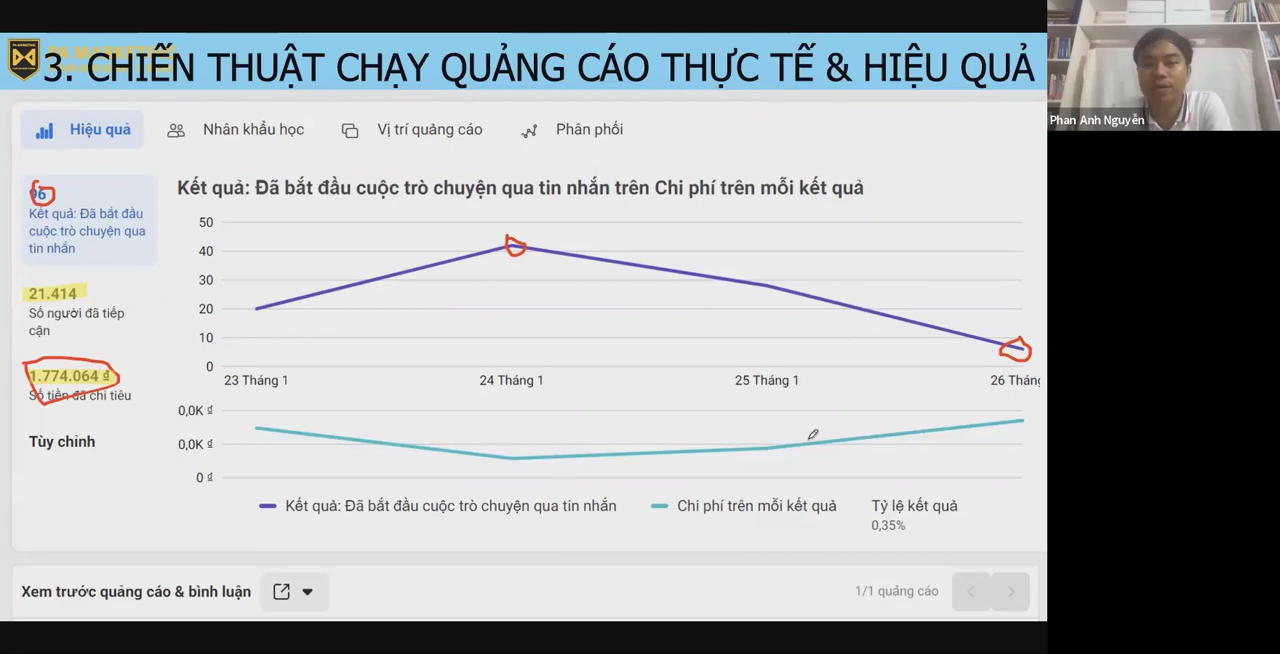 PA MARKETING
3. CHIẾN THUẬT CHẠY QUẢNG CÁO THỰC TẾ & HIỆU QUẢ
Phan Anh Nguyễn
Hiệu quả
Nhân khẩu học
Vị trí quảng cáo
Phân phối
96
Kết quả: Đã bắt đầu
cuộc trò chuyện qua
tin nhắn
21.414
Số người đã tiếp
cận
1.774.064 ₫
Số tiền đã chi tiêu
Tùy chỉnh
Kết quả: Đã bắt đầu cuộc trò chuyện qua tin nhắn trên Chi phí trên mỗi kết quả
50
40
30
20
10
0
23 Tháng 1
24 Tháng 1
25 Tháng 1
26 Thán
0,0K ₫
0,0K ₫
0 ₫
Kết quả: Đã bắt đầu cuộc trò chuyện qua tin nhắn
Chi phí trên mỗi kết quả
Tỷ lệ kết quả
0,35%
Xem trước quảng cáo & bình luận
1/1 quảng cáo